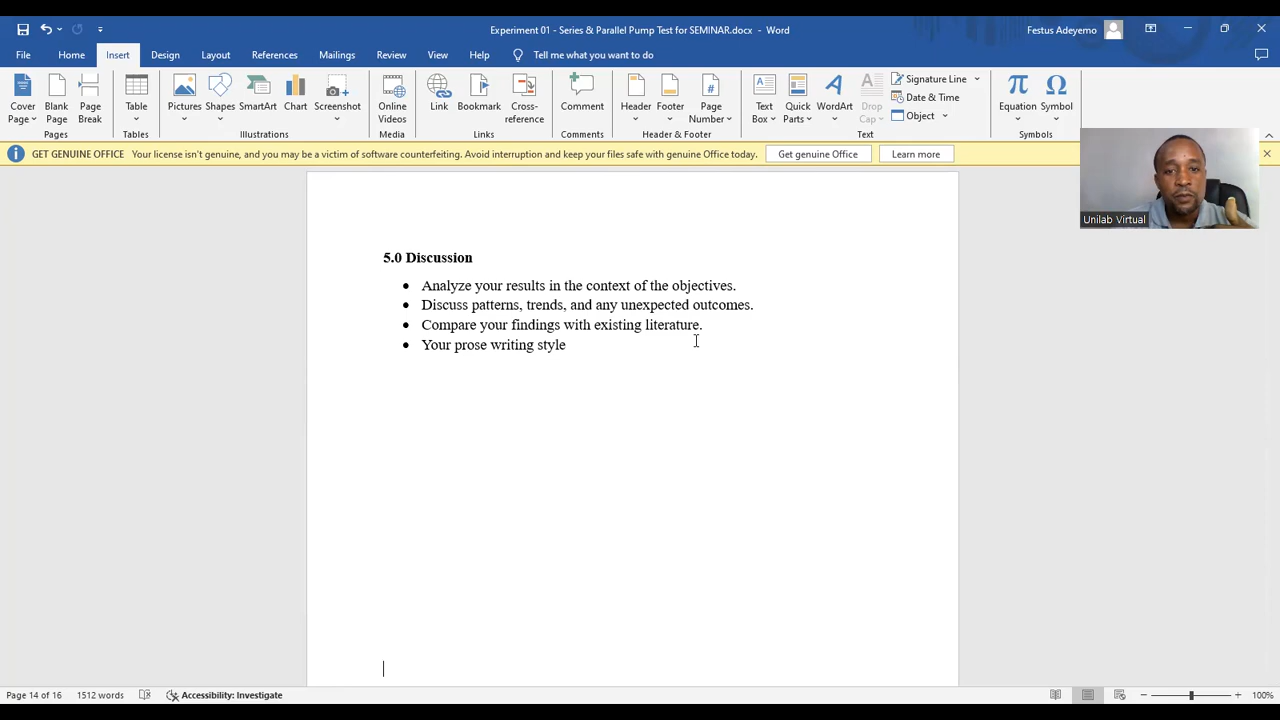 Experiment 01 - Series & Parallel Pump Test for SEMINAR.docx - Word
Festus Adeyemo
File Home Insert Design Layout References Mailings Review View Help Tell me what you want to do
Cover Page
Blank Page
Page Break
Table
Pictures
Shapes
SmartArt
Chart
Screenshot
Online Videos
Link
Bookmark
Cross-reference
Comment
Header
Footer
Page Number
Text Box
Quick Parts
WordArt
Drop Cap
Signature Line
Date & Time
Object
Equation
Symbol
Pages Tables Illustrations Media Links Comments Header & Footer Text Symbols
GET GENUINE OFFICE Your license isn't genuine, and you may be a victim of software counterfeiting. Avoid interruption and keep your files safe with genuine Office today. Get genuine Office Learn more
Unilab Virtual
5.0 Discussion
• Analyze your results in the context of the objectives.
• Discuss patterns, trends, and any unexpected outcomes.
• Compare your findings with existing literature.
• Your prose writing style
Page 14 of 16 1512 words Accessibility: Investigate 100%